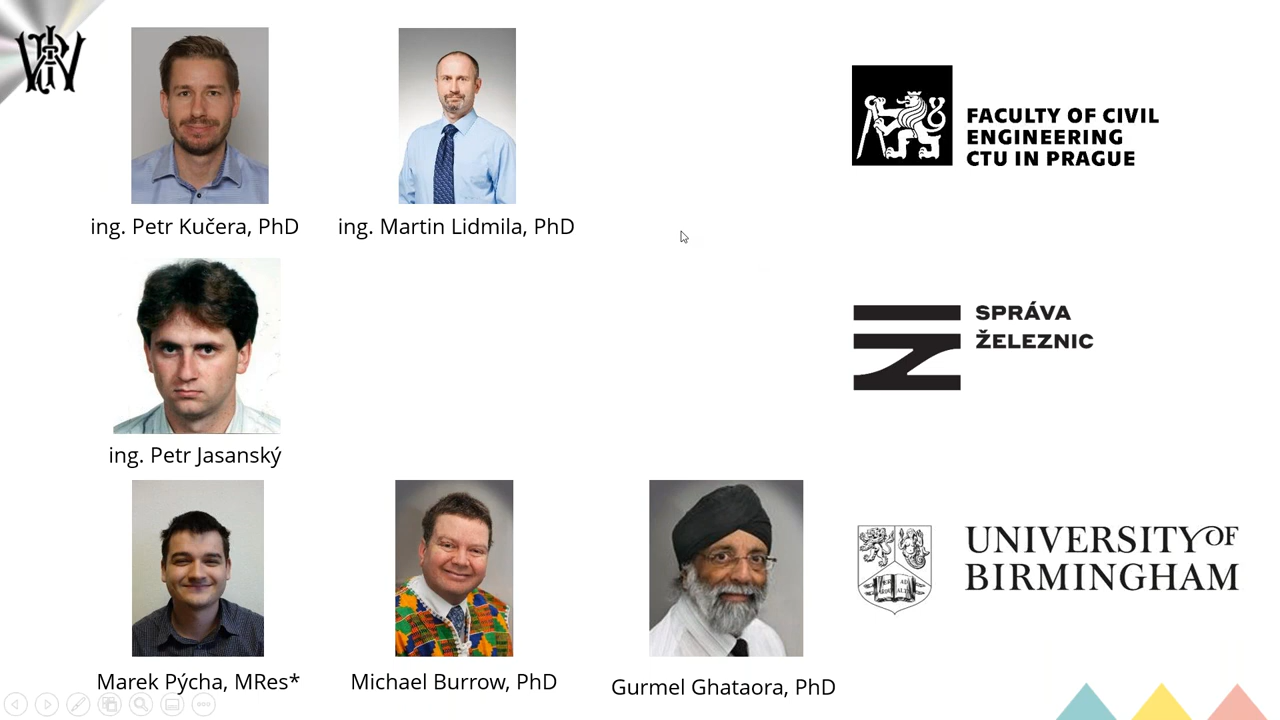 ing. Petr Kučera, PhD
ing. Martin Lidmila, PhD
FACULTY OF CIVIL
ENGINEERING
CTU IN PRAGUE
ing. Petr Jasanský
SPRÁVA
ŽELEZNIC
Marek Pýcha, MRes*
Michael Burrow, PhD
Gurmel Ghataora, PhD
UNIVERSITY OF
BIRMINGHAM